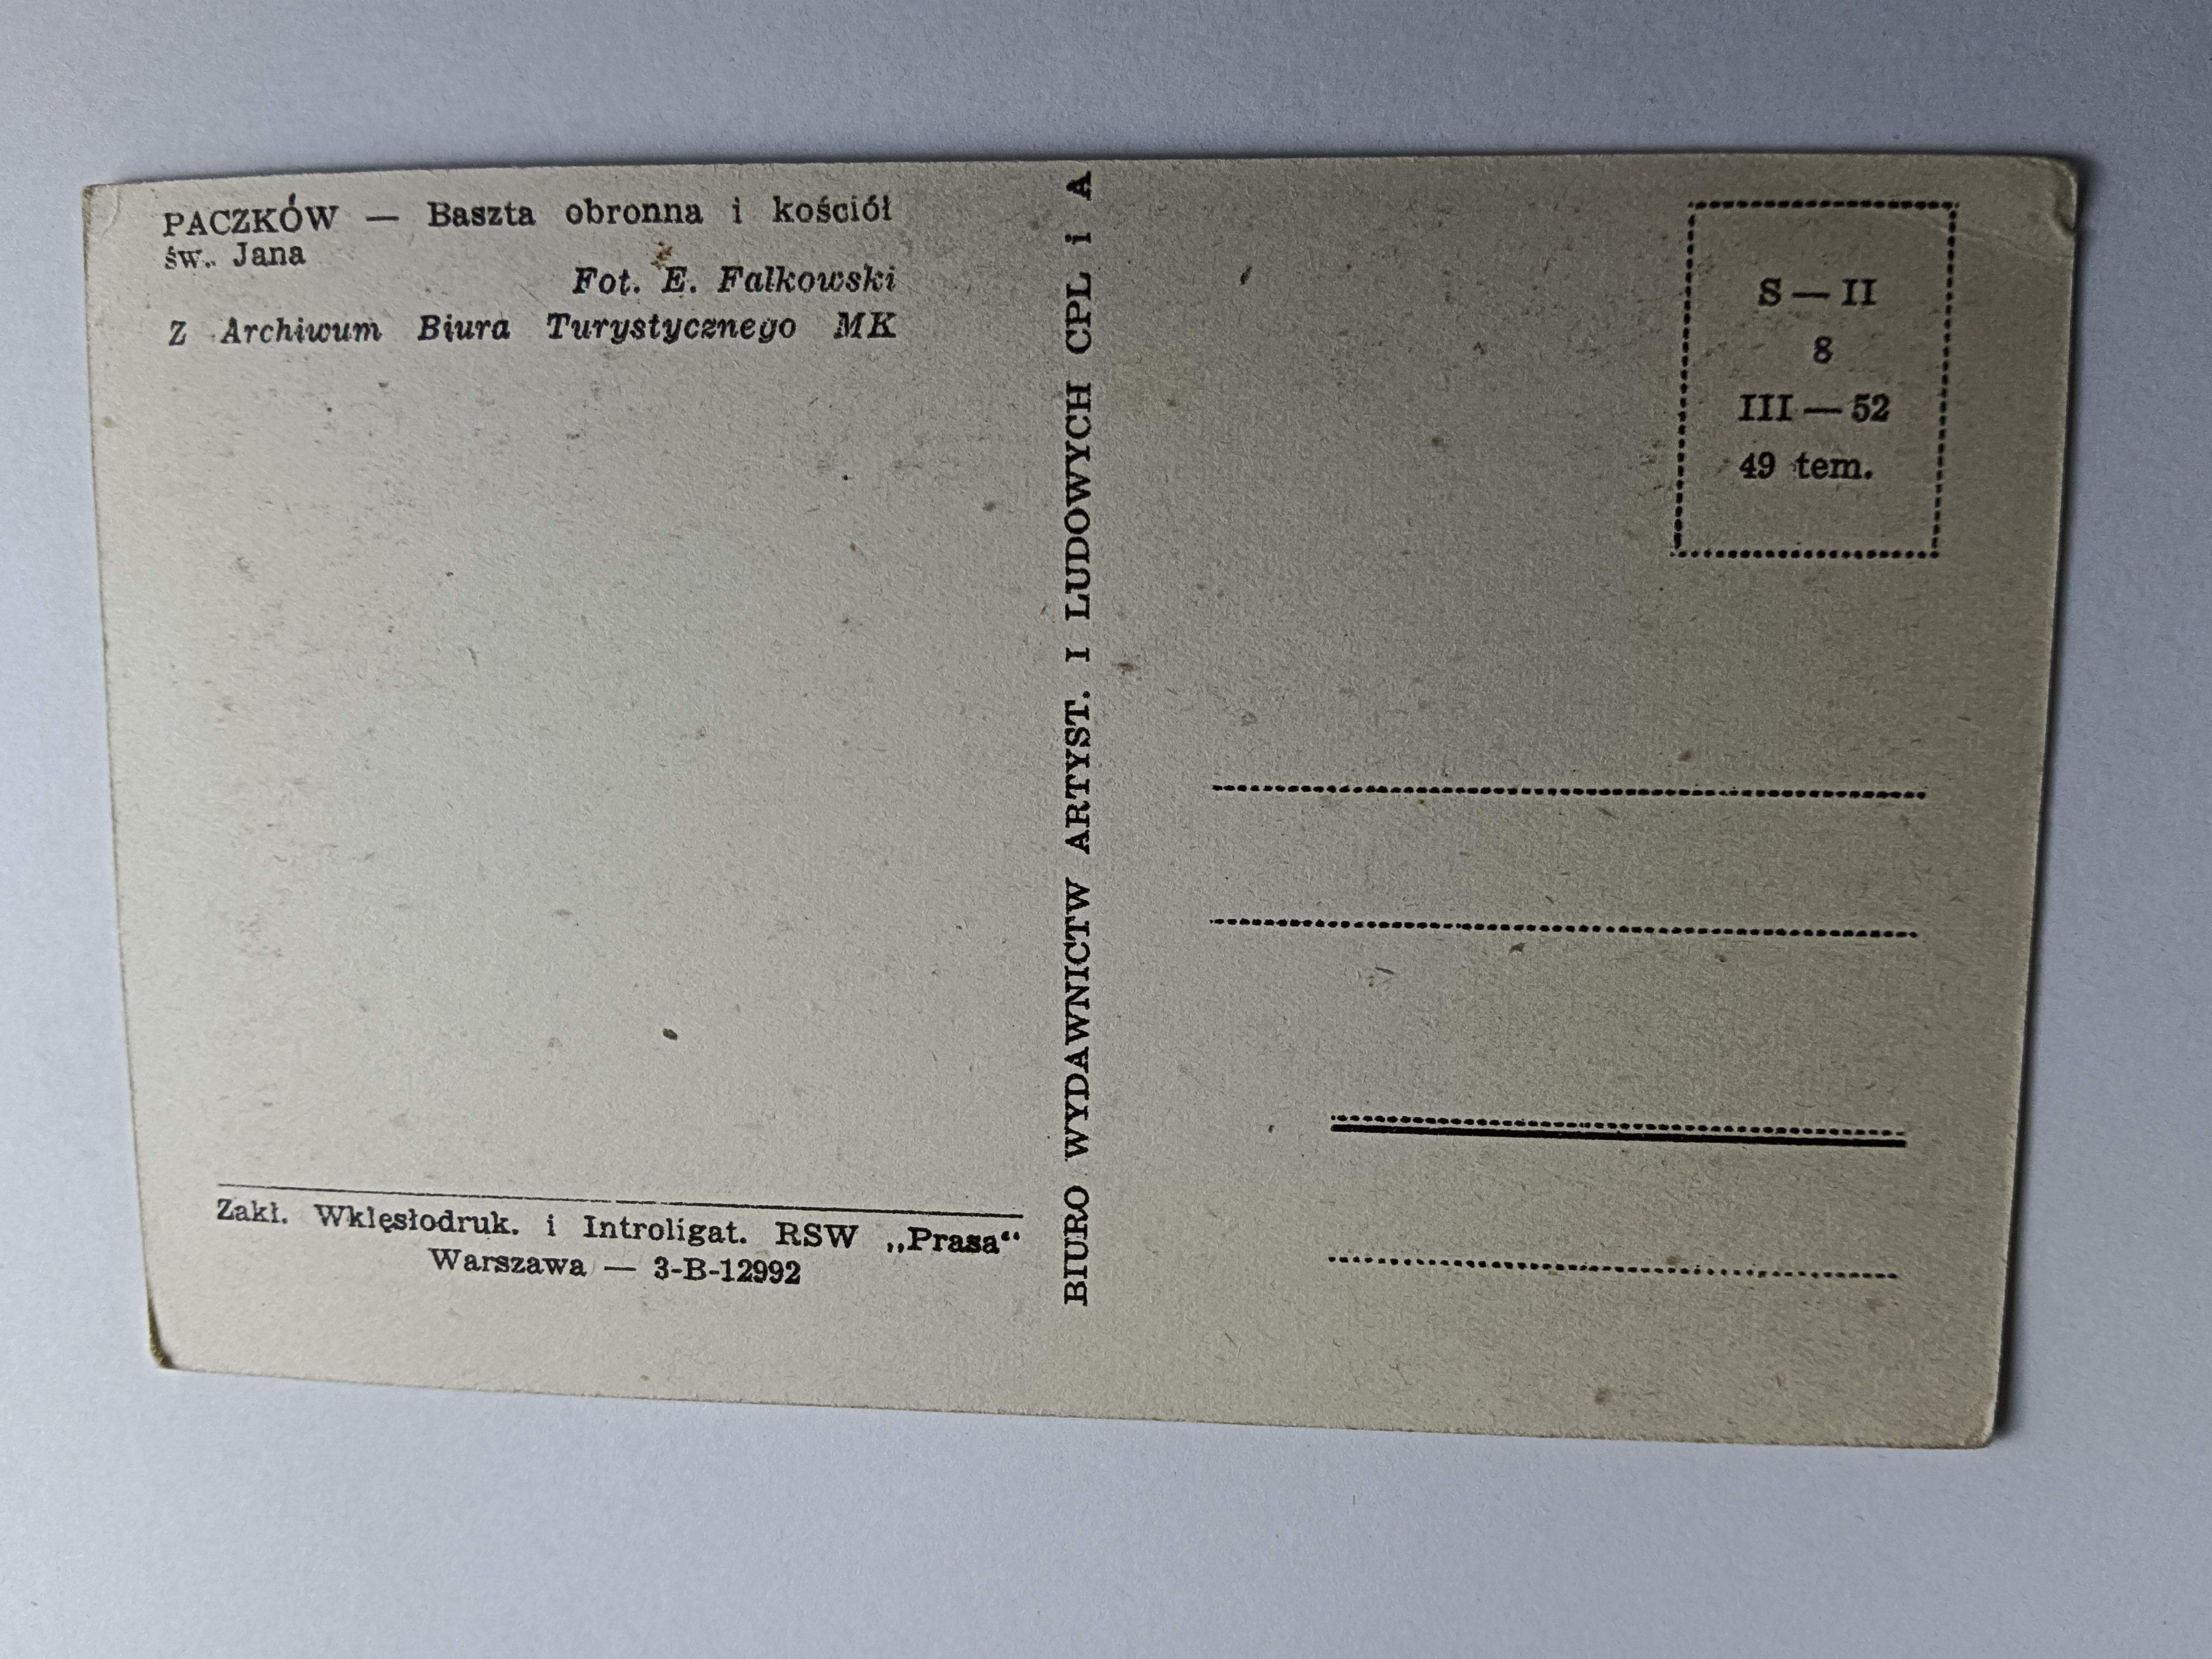 PACZKÓW — Baszta obronna i kościół
św. Jana
Fot. E. Falkowski
Z Archiwum Biura Turystycznego MK
Zakł. Wklęsłodruk. i Introligat. RSW „Prasa“
Warszawa — 3-B-12992
BIURO WYDAWNICTW ARTYST. I LUDOWYCH CPL i A
S — II
8
III — 52
49 tem.